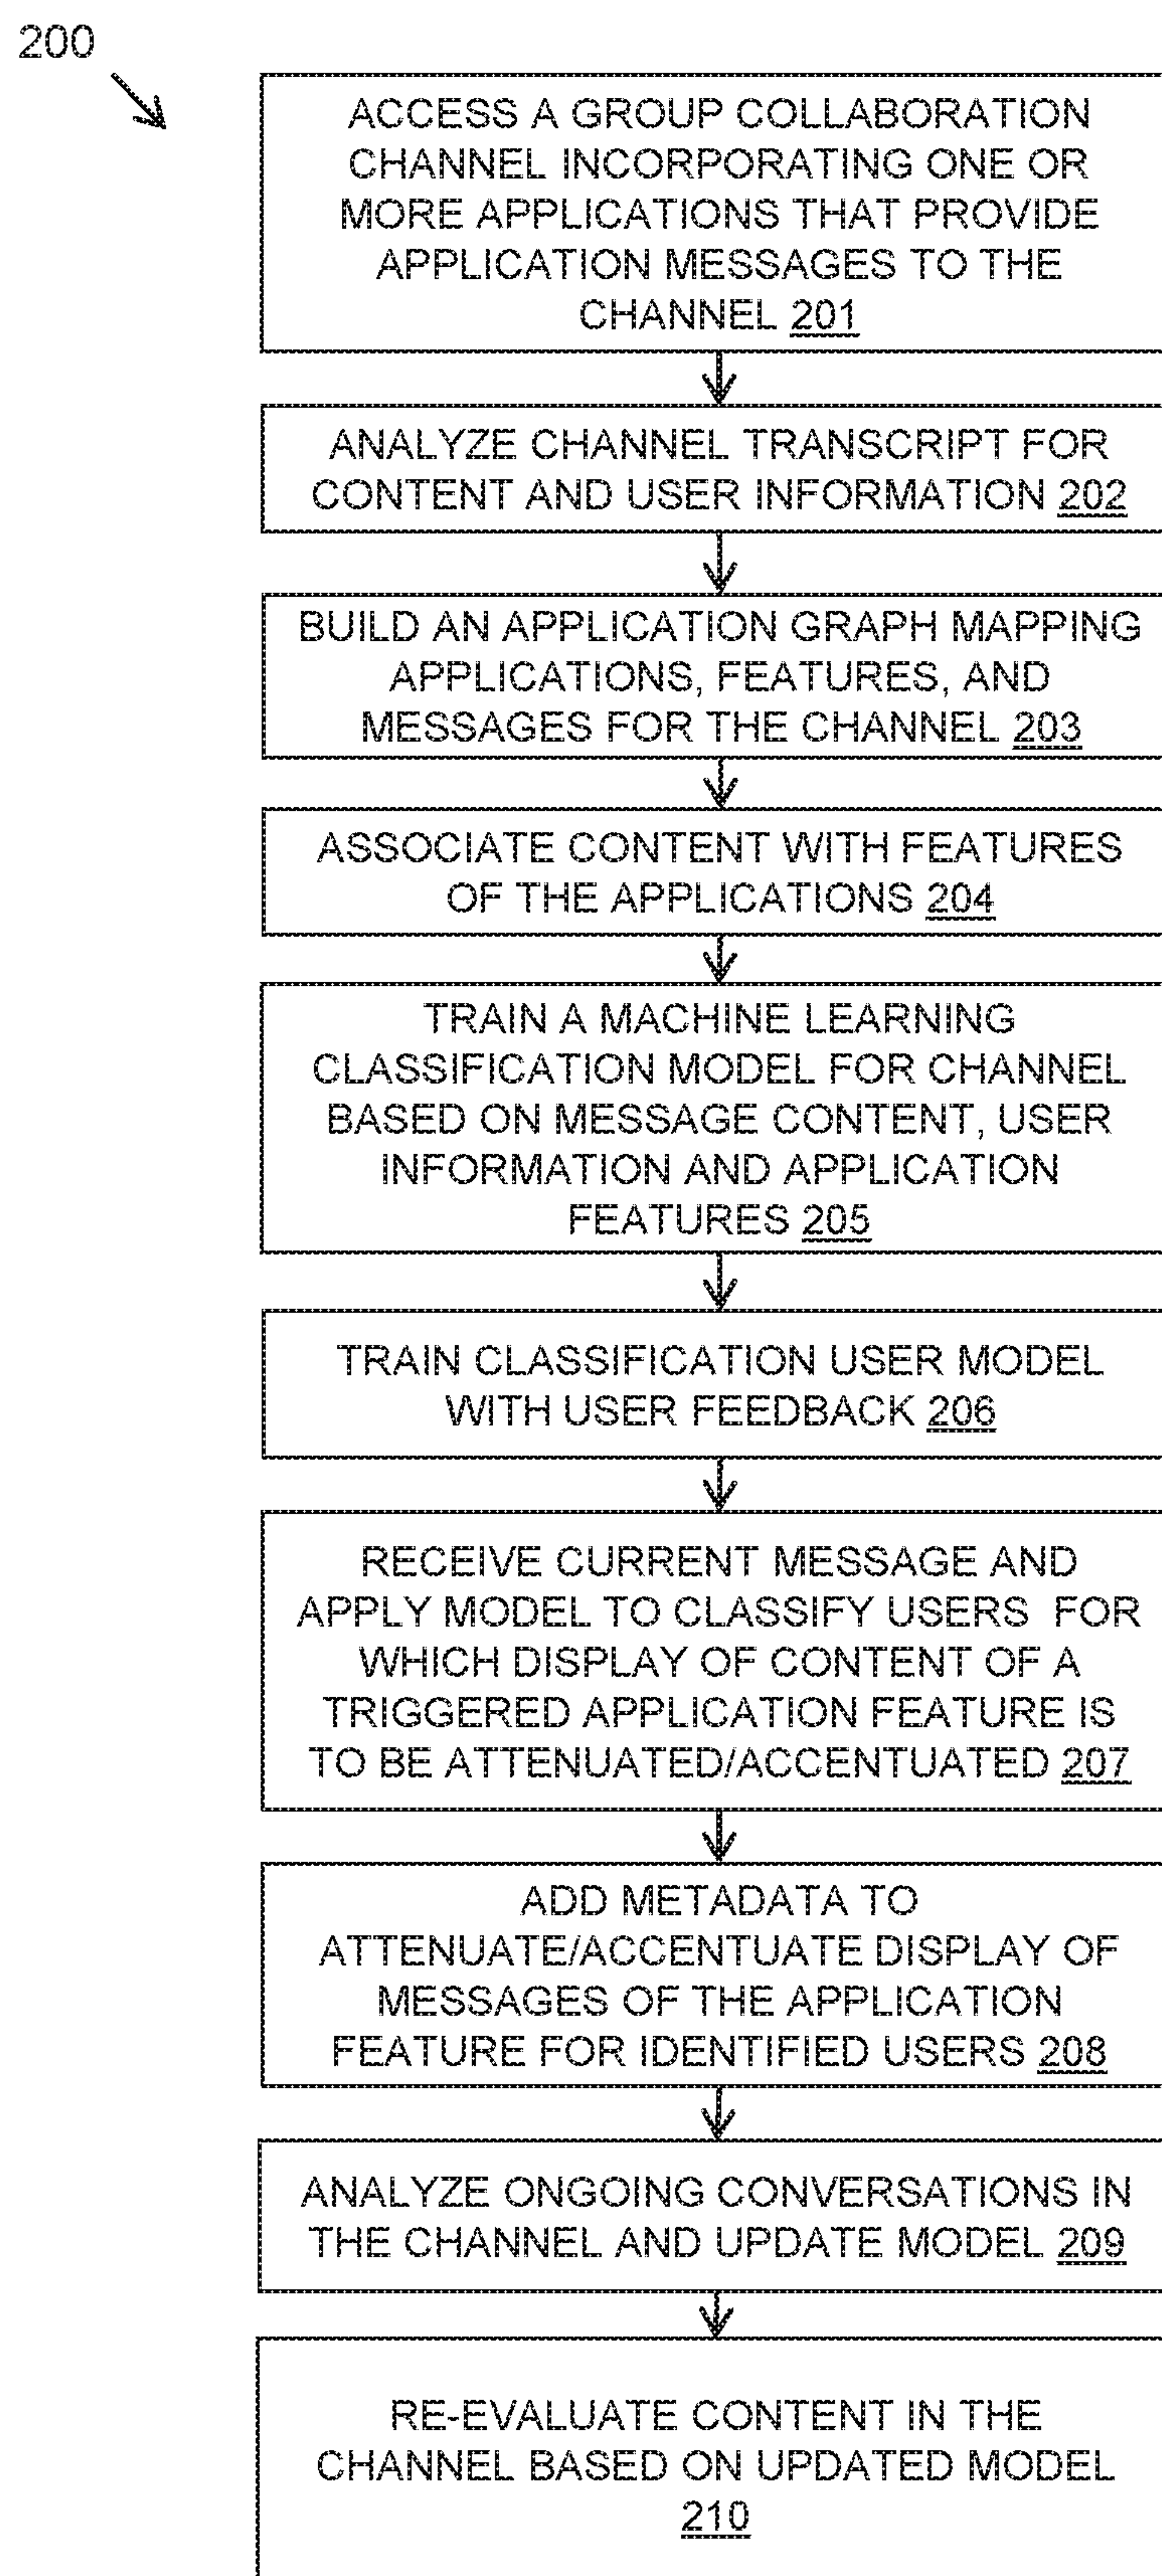 200
ACCESS A GROUP COLLABORATION
CHANNEL INCORPORATING ONE OR
MORE APPLICATIONS THAT PROVIDE
APPLICATION MESSAGES TO THE
CHANNEL 201
ANALYZE CHANNEL TRANSCRIPT FOR
CONTENT AND USER INFORMATION 202
BUILD AN APPLICATION GRAPH MAPPING
APPLICATIONS, FEATURES, AND
MESSAGES FOR THE CHANNEL 203
ASSOCIATE CONTENT WITH FEATURES
OF THE APPLICATIONS 204
TRAIN A MACHINE LEARNING
CLASSIFICATION MODEL FOR CHANNEL
BASED ON MESSAGE CONTENT, USER
INFORMATION AND APPLICATION
FEATURES 205
TRAIN CLASSIFICATION USER MODEL
WITH USER FEEDBACK 206
RECEIVE CURRENT MESSAGE AND
APPLY MODEL TO CLASSIFY USERS FOR
WHICH DISPLAY OF CONTENT OF A
TRIGGERED APPLICATION FEATURE IS
TO BE ATTENUATED/ACCENTUATED 207
ADD METADATA TO
ATTENUATE/ACCENTUATE DISPLAY OF
MESSAGES OF THE APPLICATION
FEATURE FOR IDENTIFIED USERS 208
ANALYZE ONGOING CONVERSATIONS IN
THE CHANNEL AND UPDATE MODEL 209
RE-EVALUATE CONTENT IN THE
CHANNEL BASED ON UPDATED MODEL
210